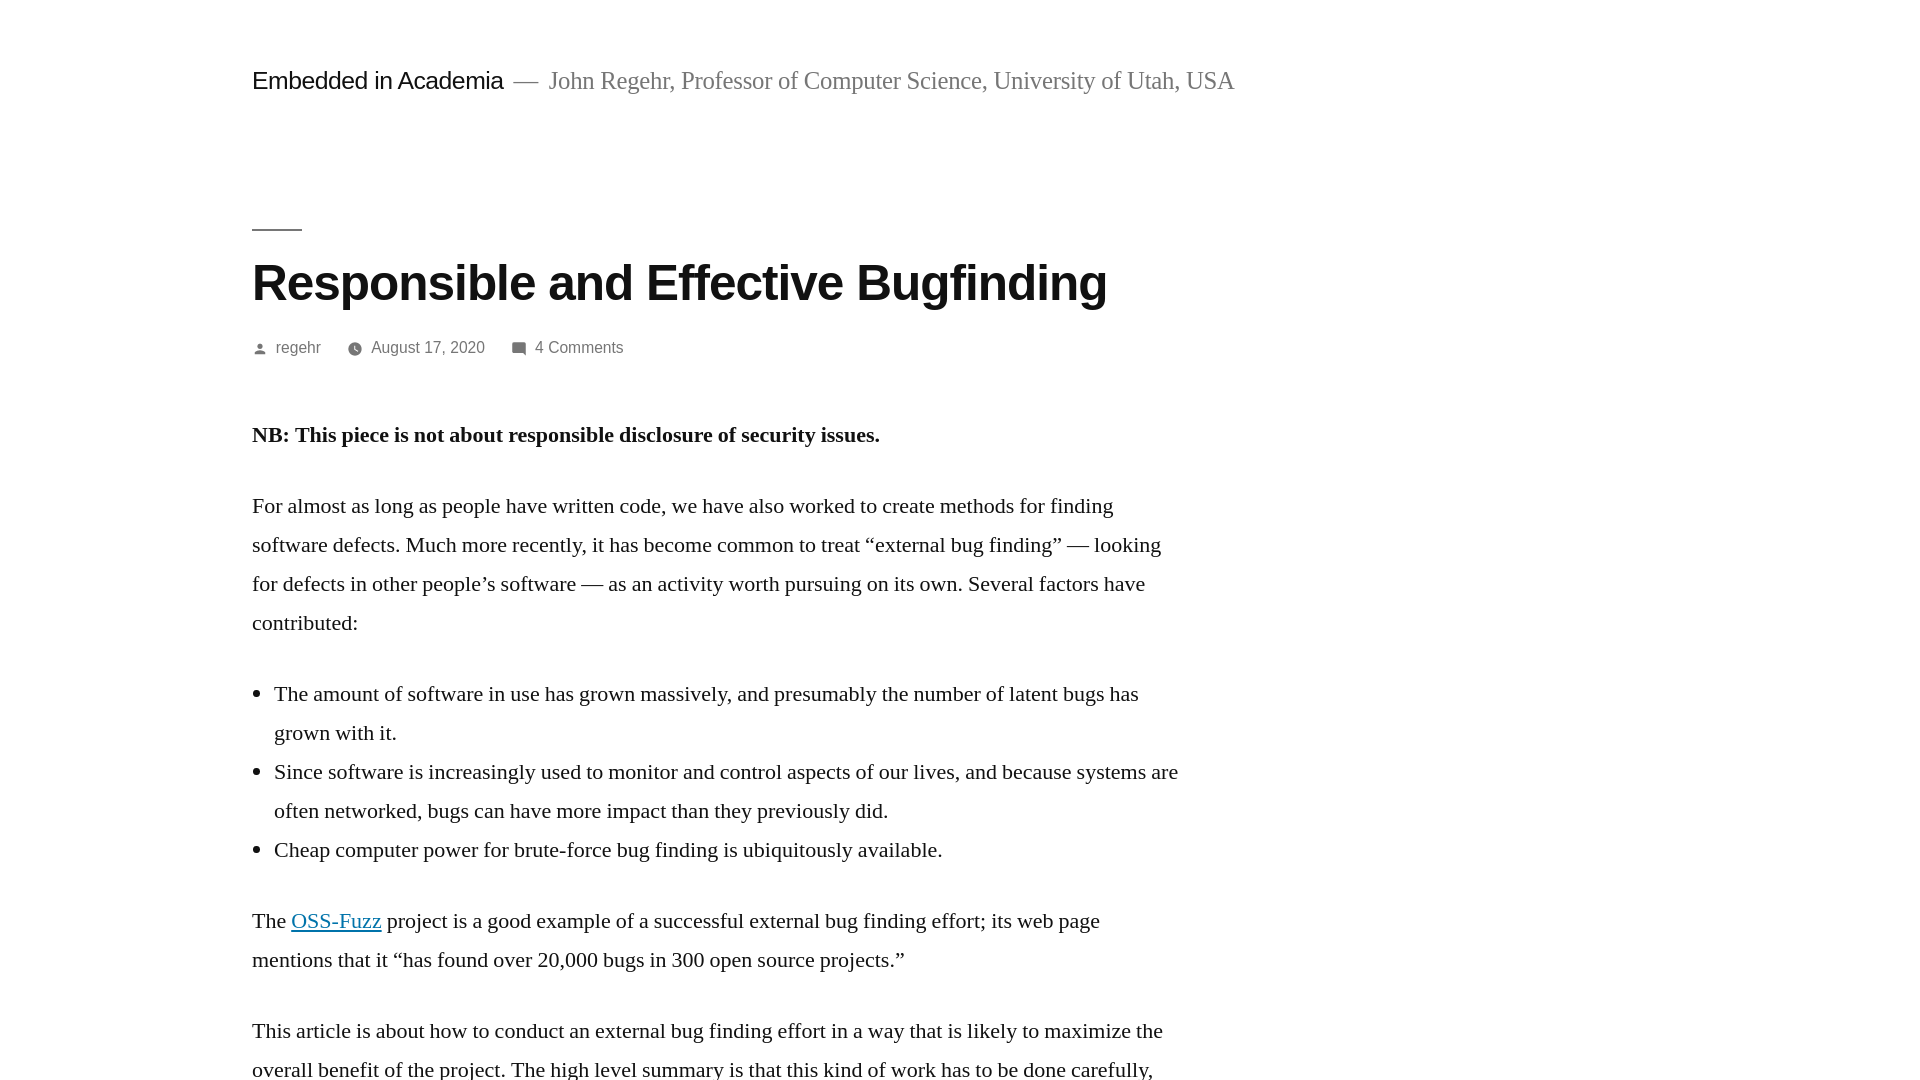 Embedded in Academia — John Regehr, Professor of Computer Science, University of Utah, USA
Responsible and Effective Bugfinding
regehr August 17, 2020 4 Comments
NB: This piece is not about responsible disclosure of security issues.
For almost as long as people have written code, we have also worked to create methods for finding
software defects. Much more recently, it has become common to treat “external bug finding” — looking
for defects in other people’s software — as an activity worth pursuing on its own. Several factors have
contributed:
• The amount of software in use has grown massively, and presumably the number of latent bugs has
grown with it.
• Since software is increasingly used to monitor and control aspects of our lives, and because systems are
often networked, bugs can have more impact than they previously did.
• Cheap computer power for brute-force bug finding is ubiquitously available.
The OSS-Fuzz project is a good example of a successful external bug finding effort; its web page
mentions that it “has found over 20,000 bugs in 300 open source projects.”
This article is about how to conduct an external bug finding effort in a way that is likely to maximize the
overall benefit of the project. The high level summary is that this kind of work has to be done carefully,